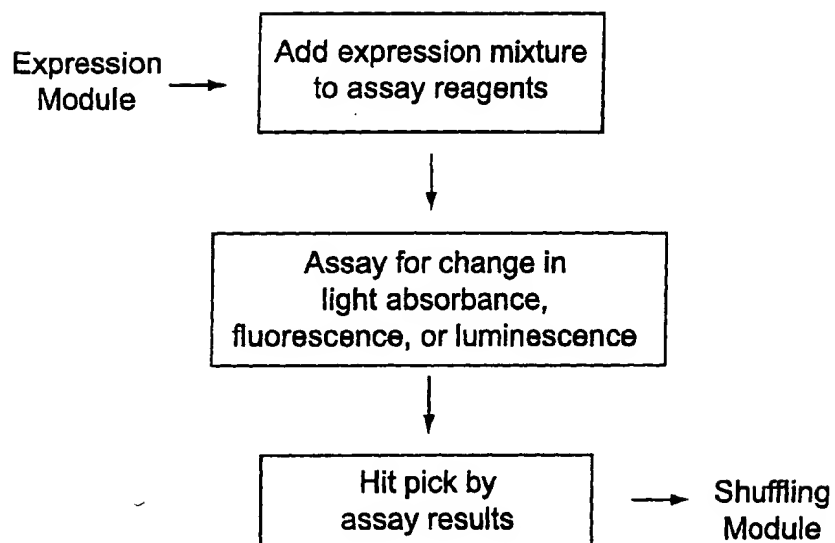 Expression
Module
Add expression mixture
to assay reagents
Assay for change in
light absorbance,
fluorescence, or luminescence
Hit pick by
assay results
Shuffling
Module